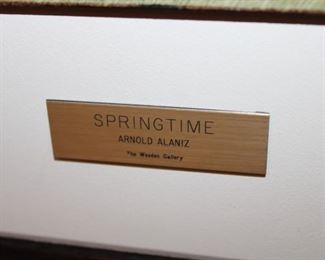 SPRINGTIME
ARNOLD ALANIZ
The Wooden Gallery